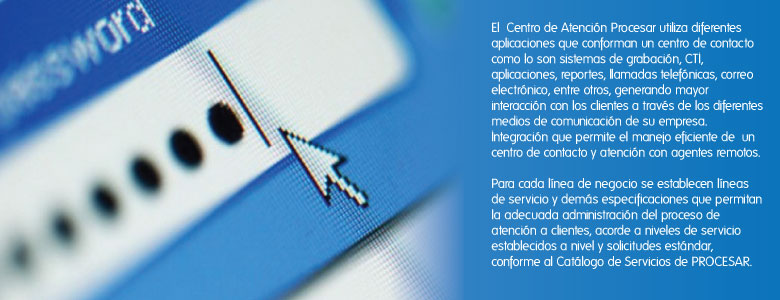 password
El Centro de Atención Procesar utiliza diferentes
aplicaciones que conforman un centro de contacto
como lo son sistemas de grabación, CTI,
aplicaciones, reportes, llamadas telefónicas, correo
electrónico, entre otros, generando mayor
interacción con los clientes a través de los diferentes
medios de comunicación de su empresa.
Integración que permite el manejo eficiente de un
centro de contacto y atención con agentes remotos.
Para cada línea de negocio se establecen líneas
de servicio y demás especificaciones que permitan
la adecuada administración del proceso de
atención a clientes, acorde a niveles de servicio
establecidos a nivel y solicitudes estándar,
conforme al Catálogo de Servicios de PROCESAR.